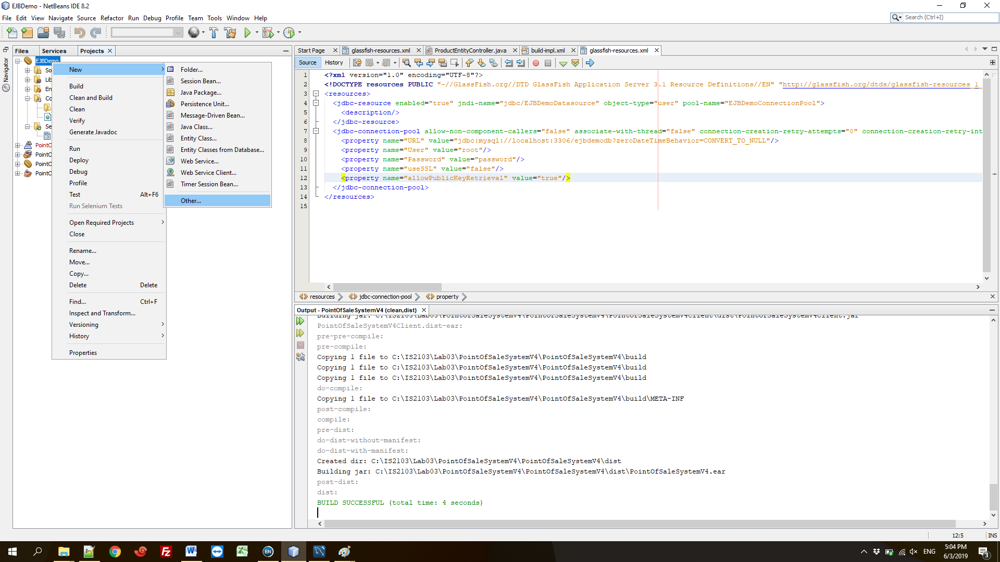 EJBDemo - NetBeans IDE 8.2
File Edit View Navigate Source Refactor Run Debug Profile Team Tools Window Help
Search (Ctrl+I)
Files Services Projects
Navigator
EJBDemo
So
Lib
En
Co
Se
PointO
PointO
PointO
PointO
New
Build
Clean and Build
Clean
Verify
Generate Javadoc
Run
Deploy
Debug
Profile
Test Alt+F6
Run Selenium Tests
Open Required Projects
Close
Rename...
Move...
Copy...
Delete Delete
Find... Ctrl+F
Inspect and Transform...
Versioning
History
Properties
Folder...
Session Bean...
Java Package...
Persistence Unit...
Message-Driven Bean...
Java Class...
Entity Class...
Entity Classes from Database...
Web Service...
Web Service Client...
Timer Session Bean...
Other...
Start Page glassfish-resources.xml ProductEntityController.java build-impl.xml glassfish-resources.xml
Source History
1 <?xml version="1.0" encoding="UTF-8"?>
2 <!DOCTYPE resources PUBLIC "-//GlassFish.org//DTD GlassFish Application Server 3.1 Resource Definitions//EN" "http://glassfish.org/dtds/glassfish-resources_1
3 <resources>
4 <jdbc-resource enabled="true" jndi-name="jdbc/EJBDemoDatasource" object-type="user" pool-name="EJBDemoConnectionPool">
5 <description/>
6 </jdbc-resource>
7 <jdbc-connection-pool allow-non-component-callers="false" associate-with-thread="false" connection-creation-retry-attempts="0" connection-creation-retry-int
8 <property name="URL" value="jdbc:mysql://localhost:3306/ejbdemodb?zeroDateTimeBehavior=CONVERT_TO_NULL"/>
9 <property name="User" value="root"/>
10 <property name="Password" value="password"/>
11 <property name="useSSL" value="false"/>
12 <property name="allowPublicKeyRetrieval" value="true"/>
13 </jdbc-connection-pool>
14 </resources>
15
resources jdbc-connection-pool property
Output - PointOfSaleSystemV4 (clean,dist)
Building jar: C:\IS2103\Lab03\PointOfSaleSystemV4\PointOfSaleSystemV4\PointOfSaleSystemV4Client\dist\PointOfSaleSystemV4Client.jar
PointOfSaleSystemV4Client.dist-ear:
pre-pre-compile:
pre-compile:
Copying 1 file to C:\IS2103\Lab03\PointOfSaleSystemV4\PointOfSaleSystemV4\build
Copying 1 file to C:\IS2103\Lab03\PointOfSaleSystemV4\PointOfSaleSystemV4\build
Copying 1 file to C:\IS2103\Lab03\PointOfSaleSystemV4\PointOfSaleSystemV4\build
do-compile:
Copying 1 file to C:\IS2103\Lab03\PointOfSaleSystemV4\PointOfSaleSystemV4\build\META-INF
post-compile:
compile:
pre-dist:
do-dist-without-manifest:
do-dist-with-manifest:
Created dir: C:\IS2103\Lab03\PointOfSaleSystemV4\PointOfSaleSystemV4\dist
Building jar: C:\IS2103\Lab03\PointOfSaleSystemV4\PointOfSaleSystemV4\dist\PointOfSaleSystemV4.ear
post-dist:
dist:
BUILD SUCCESSFUL (total time: 4 seconds)
12:5 INS
EN
ENG
5:04 PM
6/3/2019
3